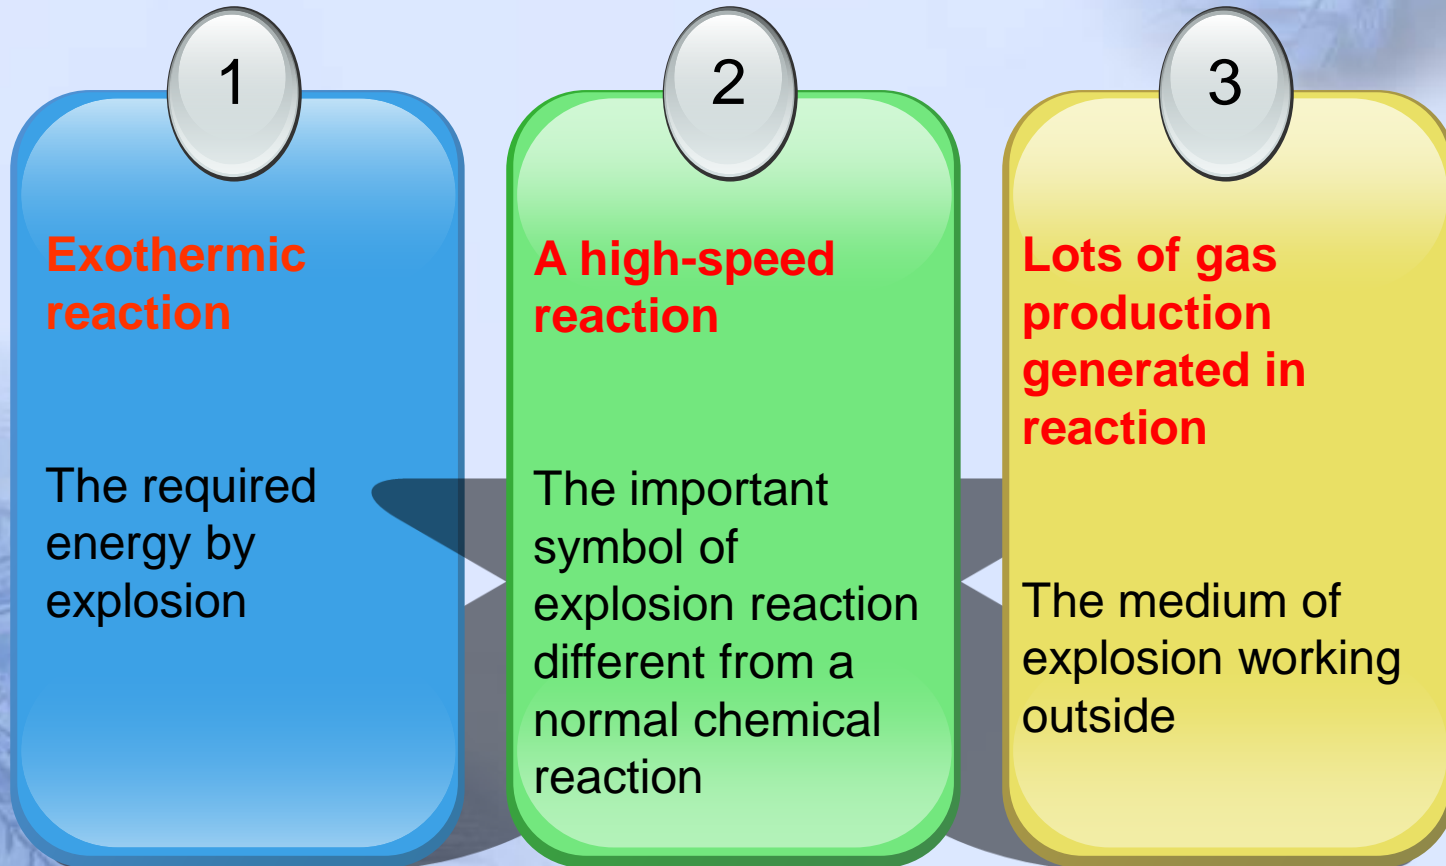 1
Exothermic
reaction
The required
energy by
explosion
2
A high-speed
reaction
The important
symbol of
explosion reaction
different from a
normal chemical
reaction
3
Lots of gas
production
generated in
reaction
The medium of
explosion working
outside